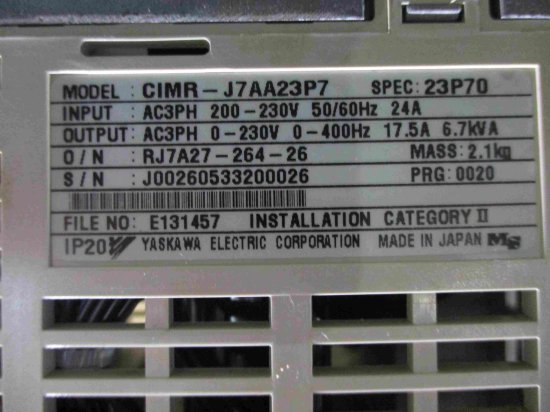 MODEL : CIMR-J7AA23P7 SPEC: 23P70
INPUT : AC3PH 200-230V 50/60Hz 24A
OUTPUT: AC3PH 0-230V 0-400Hz 17.5A 6.7kVA
O/N : RJ7A27-264-26 MASS: 2.1kg
S/N : J00260533200026 PRG: 0020
FILE NO: E131457 INSTALLATION CATEGORY II
IP20 YASKAWA ELECTRIC CORPORATION MADE IN JAPAN MS